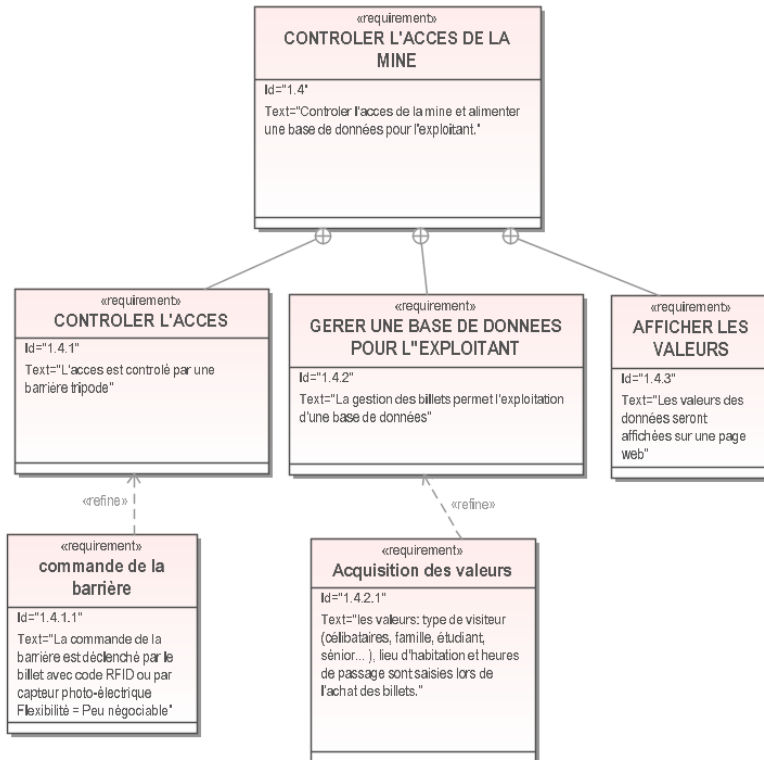 «requirement»
CONTROLER L'ACCES DE LA
MINE
Id="1.4"
Text="Controler l'acces de la mine et alimenter
une base de données pour l'exploitant."
«requirement»
CONTROLER L'ACCES
Id="1.4.1"
Text="L'acces est controlé par une
barrière tripode"
«requirement»
GERER UNE BASE DE DONNEES
POUR L"EXPLOITANT
Id="1.4.2"
Text="La gestion des billets permet l'exploitation
d'une base de données"
«requirement»
AFFICHER LES
VALEURS
Id="1.4.3"
Text="Les valeurs des
données seront
affichées sur une page
web"
«refine»
«refine»
«requirement»
commande de la
barrière
Id="1.4.1.1"
Text="La commande de la
barrière est déclenché par le
billet avec code RFID ou par
capteur photo-électrique
Flexibilité = Peu négociable"
«requirement»
Acquisition des valeurs
Id="1.4.2.1"
Text="les valeurs: type de visiteur
(célibataires, famille, étudiant,
sénior... ), lieu d'habitation et heures
de passage sont saisies lors de
l'achat des billets."